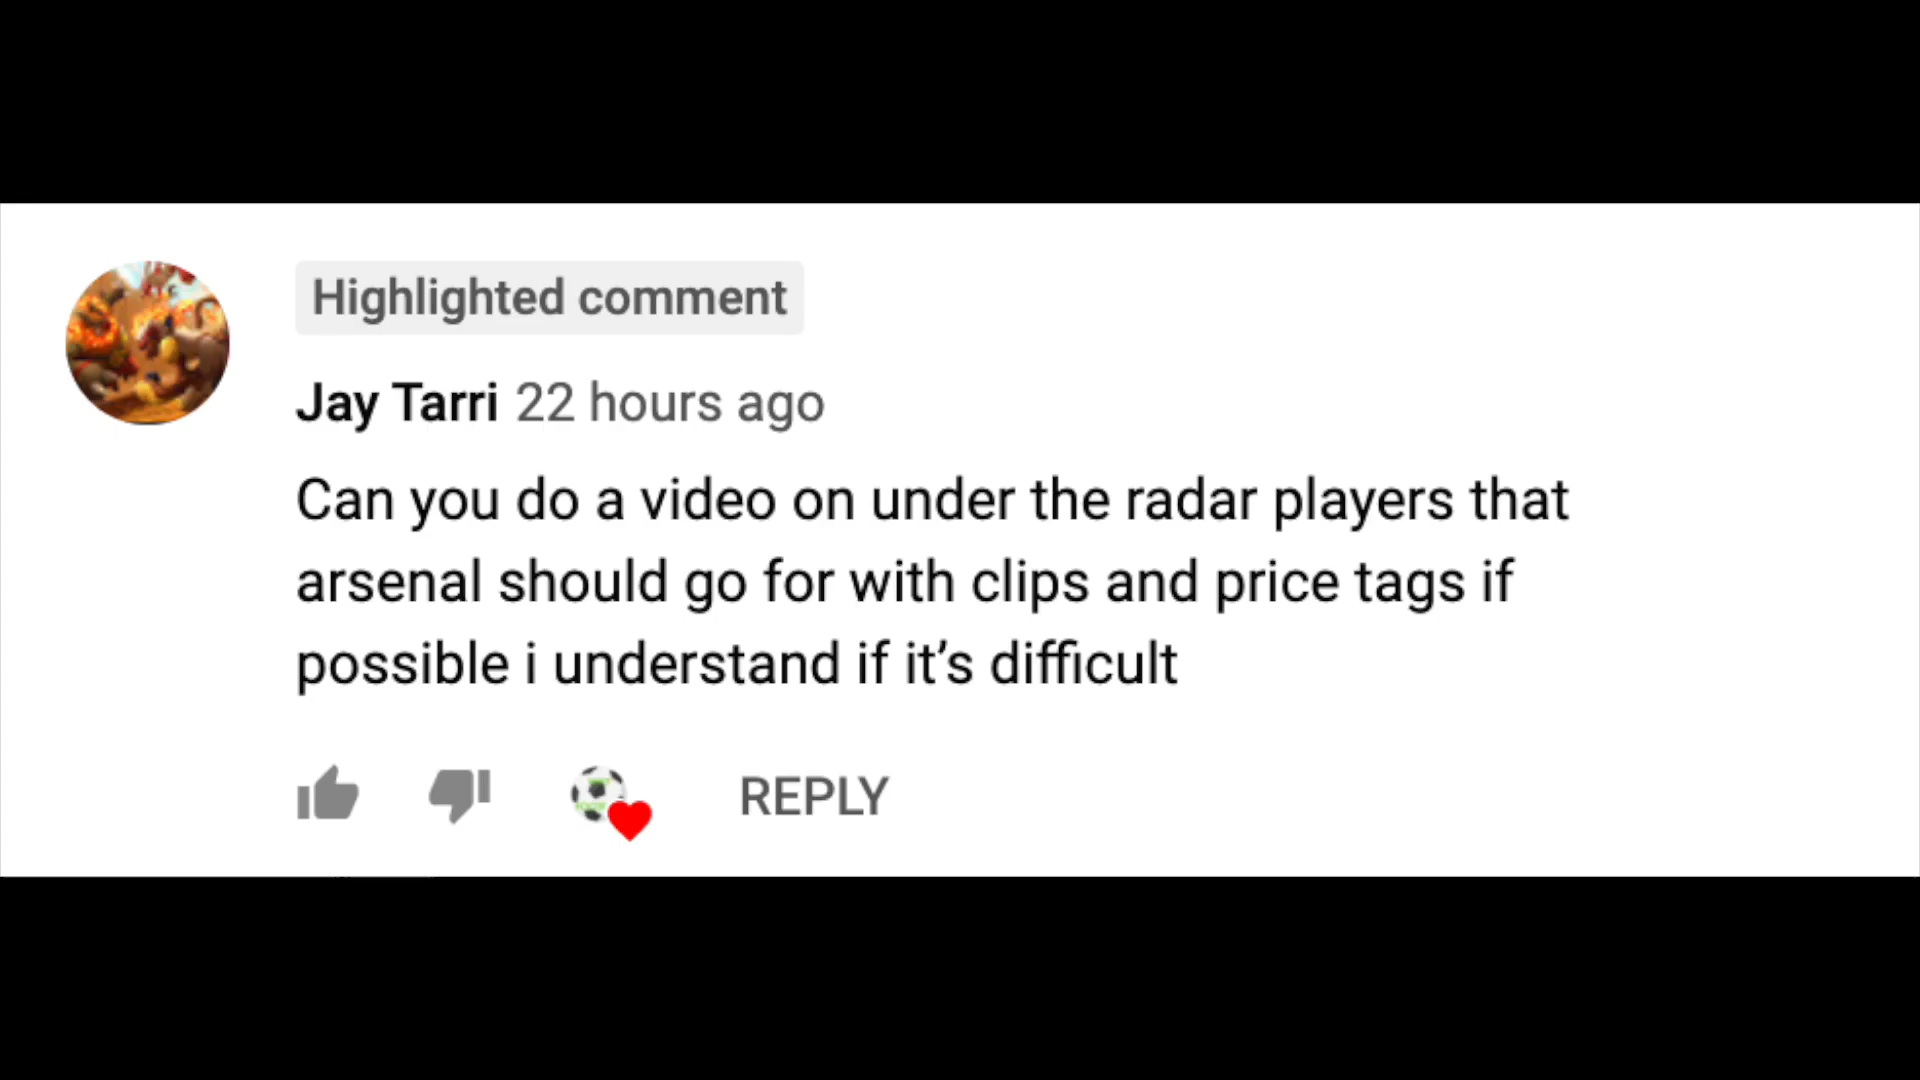 Highlighted comment
Jay Tarri 22 hours ago
Can you do a video on under the radar players that
arsenal should go for with clips and price tags if
possible i understand if it’s difficult
REPLY